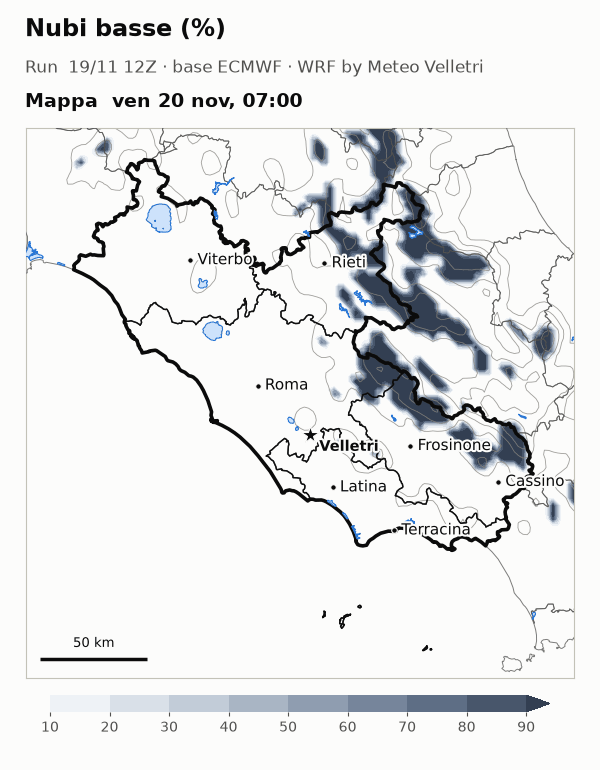 Nubi basse (%)
Run 19/11 12Z · base ECMWF · WRF by Meteo Velletri
Mappa ven 20 nov, 07:00
Viterbo
Rieti
Roma
Velletri
Frosinone
Latina
Cassino
Terracina
50 km
10 20 30 40 50 60 70 80 90